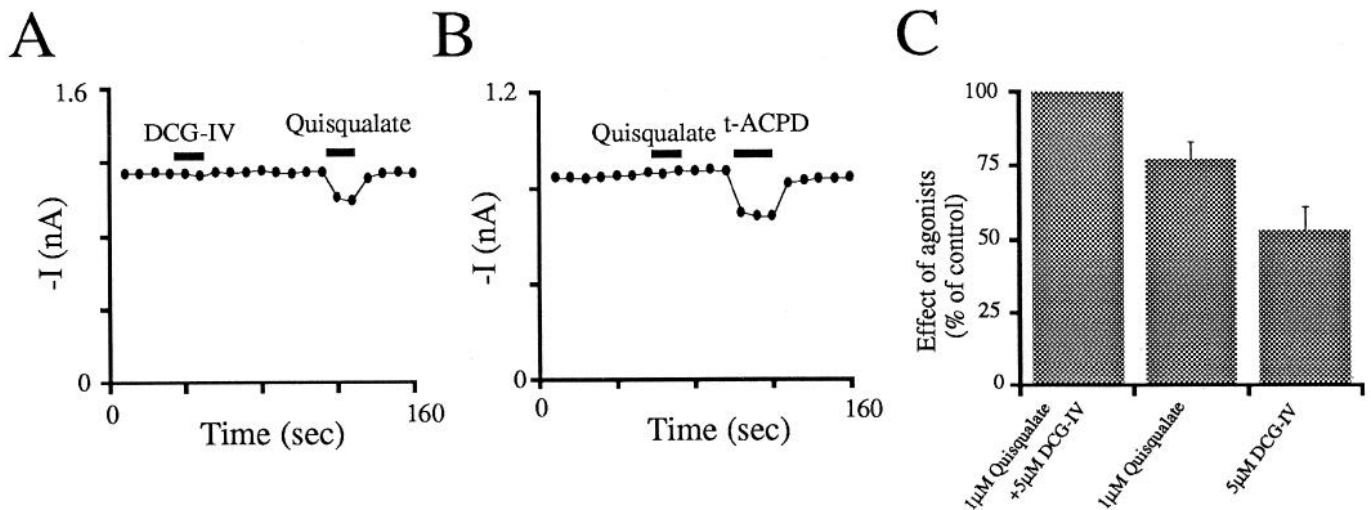 A
1.6
DCG-IV
Quisqualate
-I (nA)
0
0
160
Time (sec)
B
1.2
Quisqualate
t-ACPD
-I (nA)
0
0
160
Time (sec)
C
100
75
50
25
0
Effect of agonists
(% of control)
1μM Quisqualate
+5μM DCG-IV
1μM Quisqualate
5μM DCG-IV